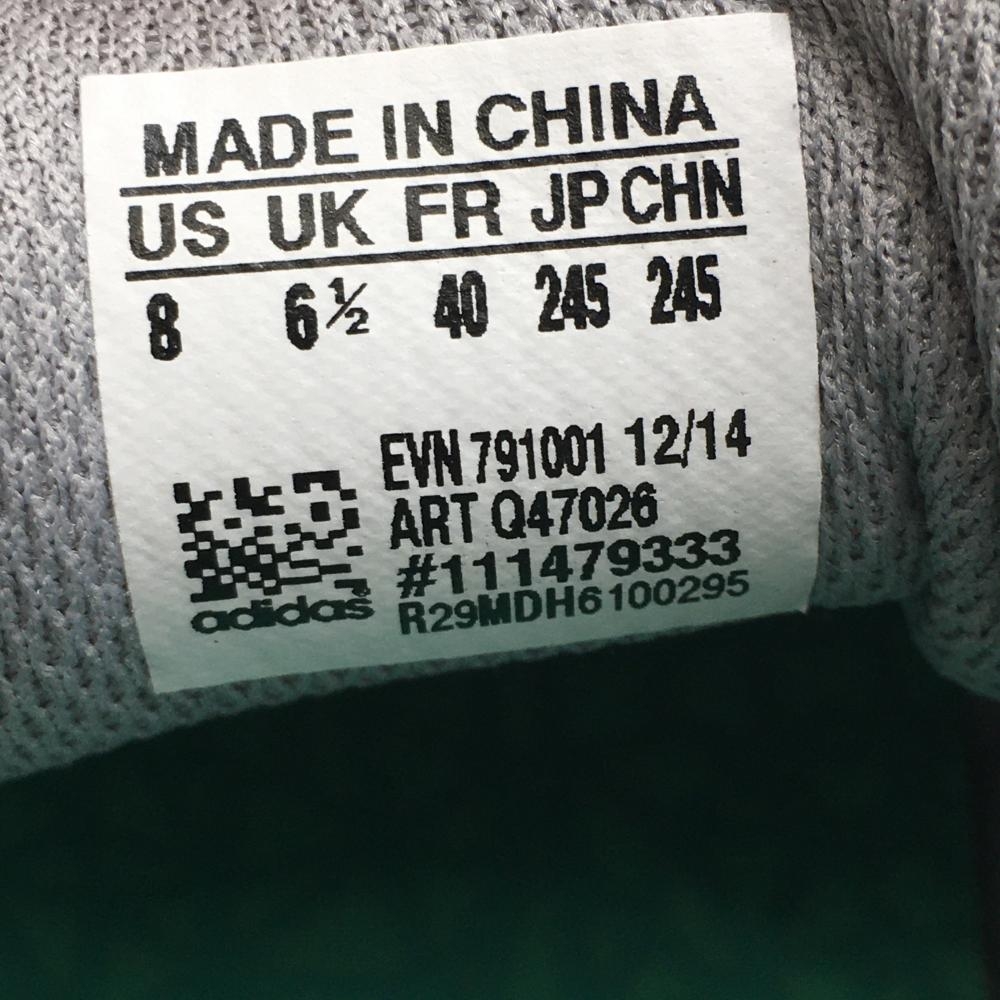 MADE IN CHINA
US UK FR JP CHN
8 6½ 40 245 245
EVN 791001 12/14
ART Q47026
#111479333
adidas R29MDH6100295